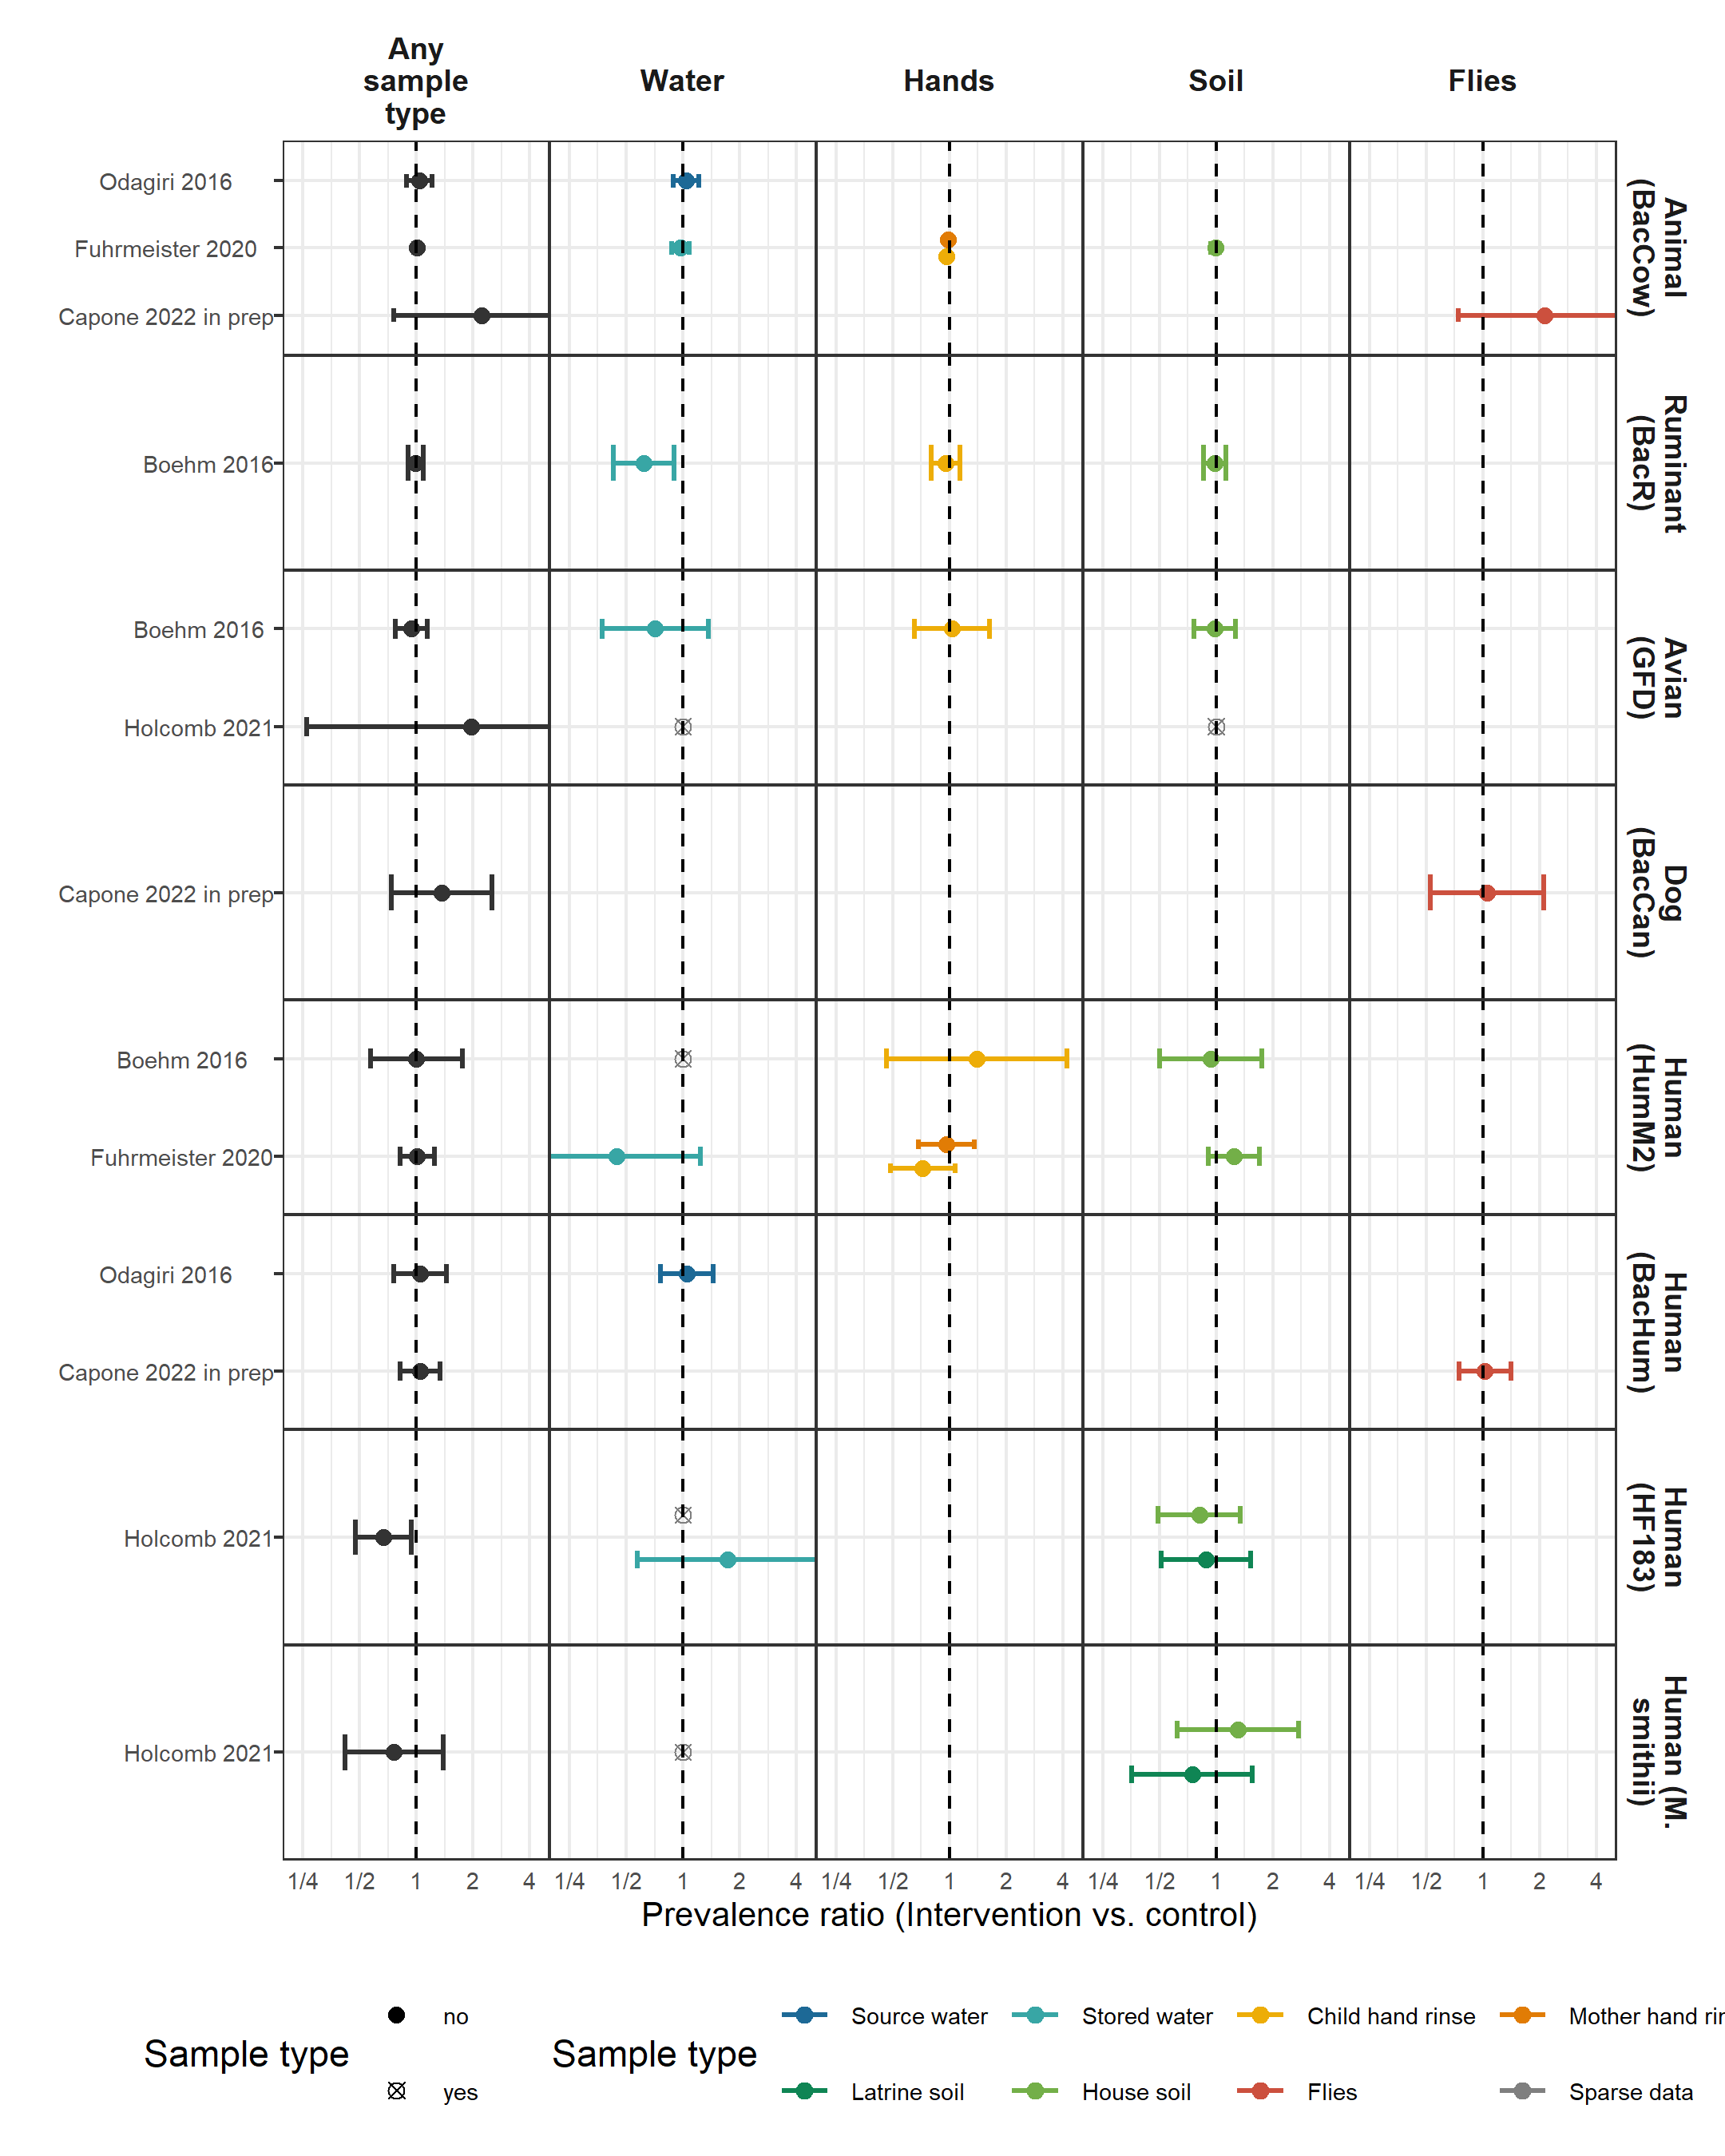 Any
sample
type
Water
Hands
Soil
Flies
Odagiri 2016
Fuhrmeister 2020
Capone 2022 in prep
Animal
(BacCow)
Boehm 2016
Ruminant
(BacR)
Boehm 2016
Holcomb 2021
Avian
(GFD)
Capone 2022 in prep
Dog
(BacCan)
Boehm 2016
Fuhrmeister 2020
Human
(HumM2)
Odagiri 2016
Capone 2022 in prep
Human
(BacHum)
Holcomb 2021
Human
(HF183)
Holcomb 2021
Human (M.
smithii)
1/4 1/2 1 2 4 1/4 1/2 1 2 4 1/4 1/2 1 2 4 1/4 1/2 1 2 4 1/4 1/2 1 2 4
Prevalence ratio (Intervention vs. control)
Sample type
no
yes
Sample type
Source water Stored water Child hand rinse Mother hand rin
Latrine soil House soil Flies Sparse data